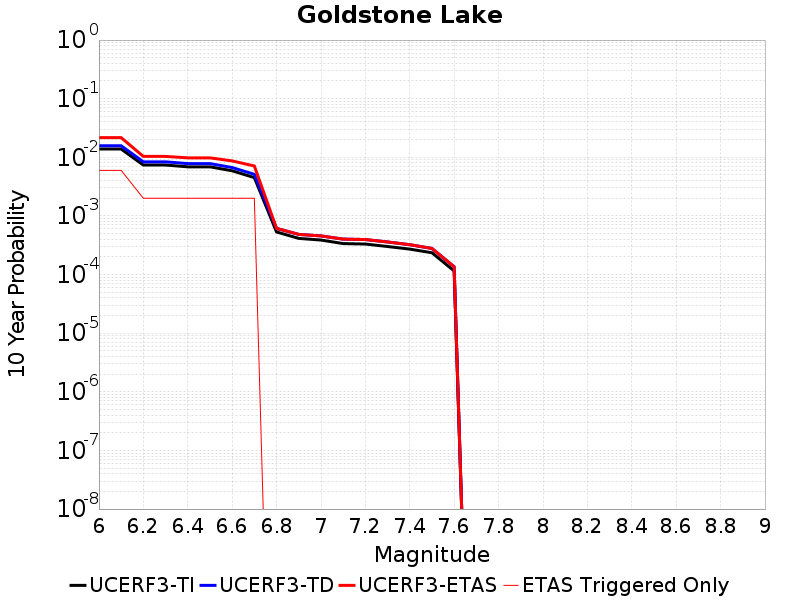 Goldstone Lake
10^0
10^-1
10^-2
10^-3
10^-4
10^-5
10^-6
10^-7
10^-8
10 Year Probability
6 6.2 6.4 6.6 6.8 7 7.2 7.4 7.6 7.8 8 8.2 8.4 8.6 8.8 9
Magnitude
UCERF3-TI UCERF3-TD UCERF3-ETAS ETAS Triggered Only